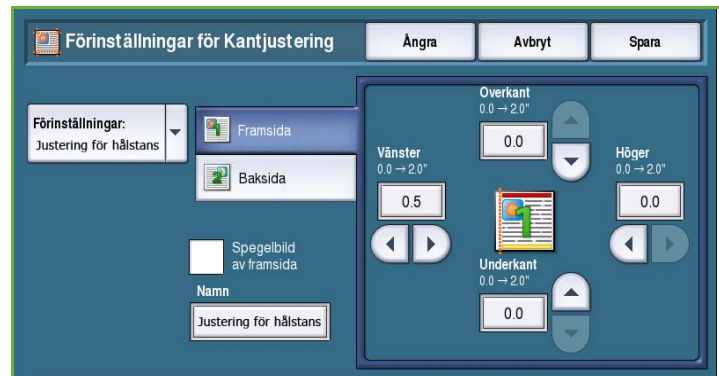 Förinställningar för Kantjustering
Ångra
Avbryt
Spara
Förinställningar:
Justering för hålstans
Framsida
Baksida
Spegelbild
av framsida
Namn
Justering för hålstans
Overkant
0.0 → 2.0"
0.0
Vänster
0.0 → 2.0"
0.5
Höger
0.0 → 2.0"
0.0
Underkant
0.0 → 2.0"
0.0